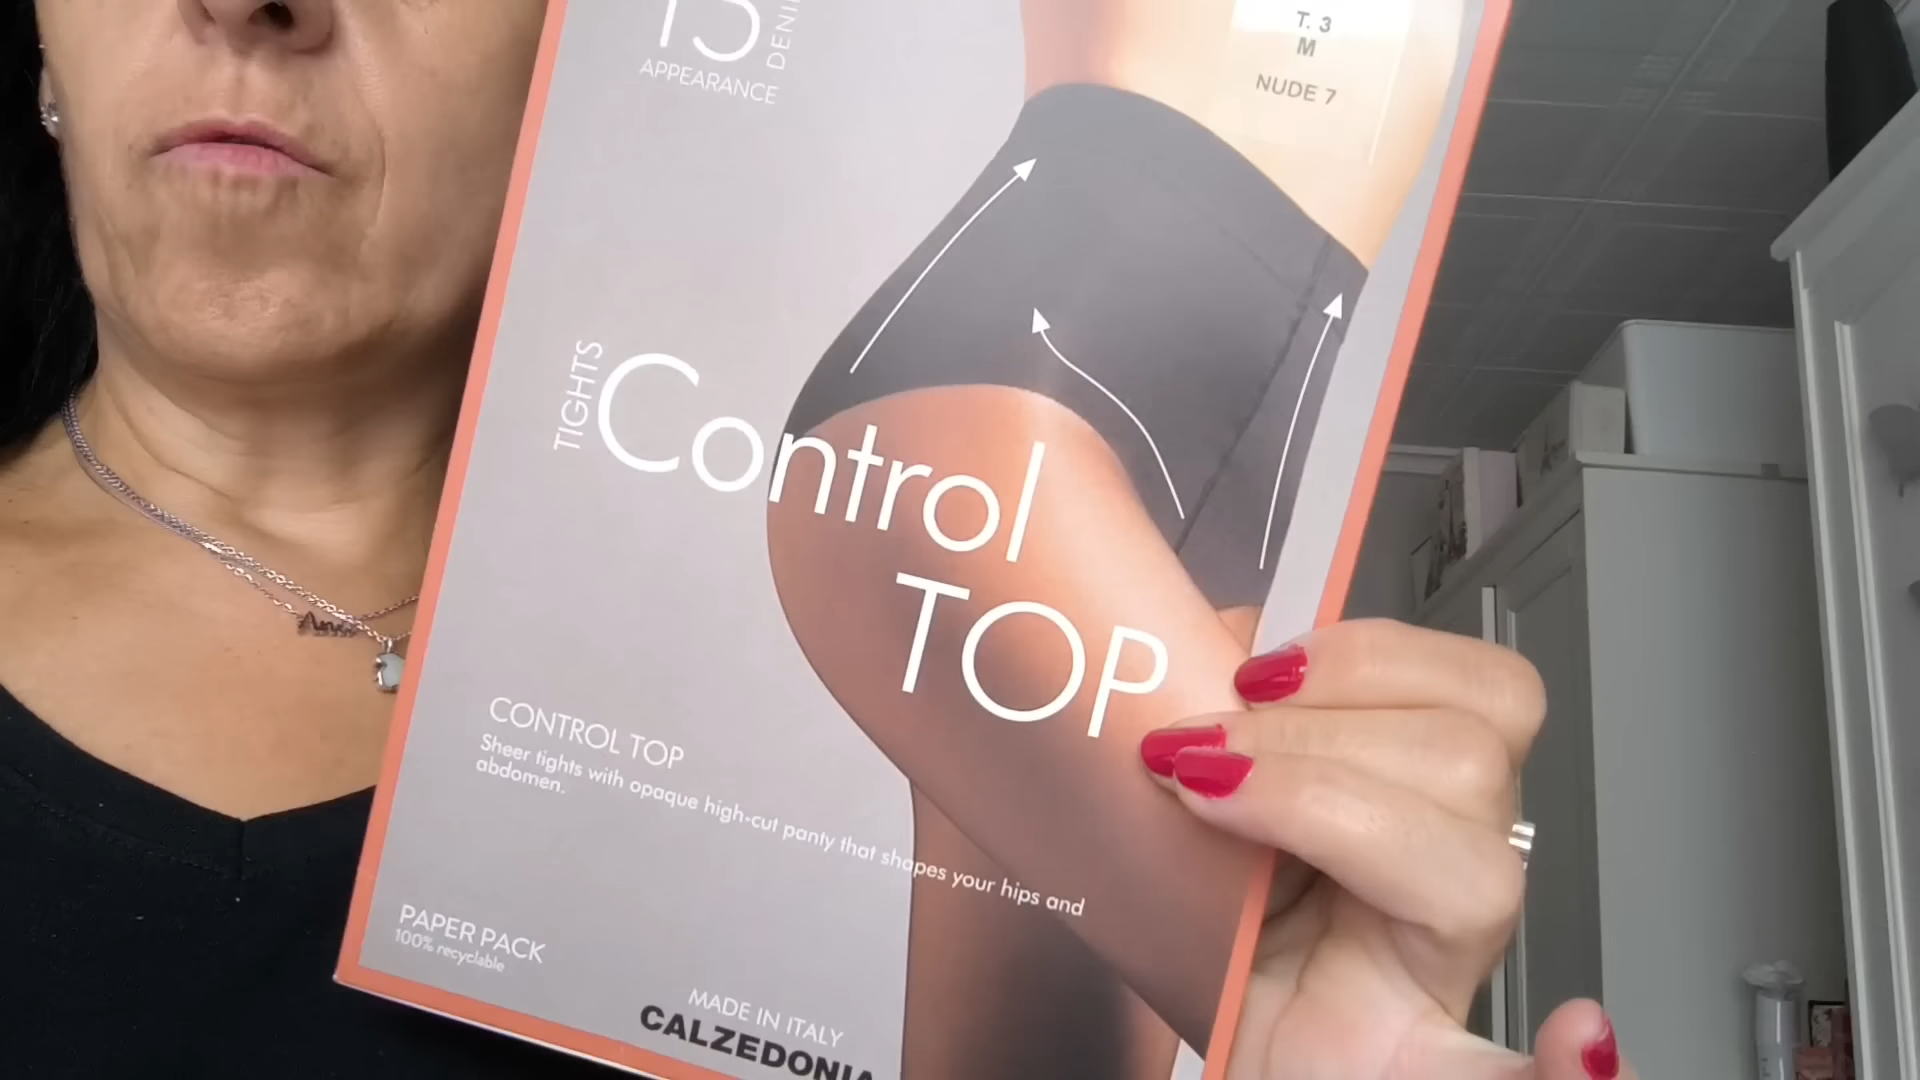 15 DENI
APPEARANCE
T. 3
M
NUDE 7
TIGHTS
Control
TOP
CONTROL TOP
Sheer tights with opaque high-cut panty that shapes your hips and
abdomen.
PAPER PACK
100% recyclable
MADE IN ITALY
CALZEDONIA